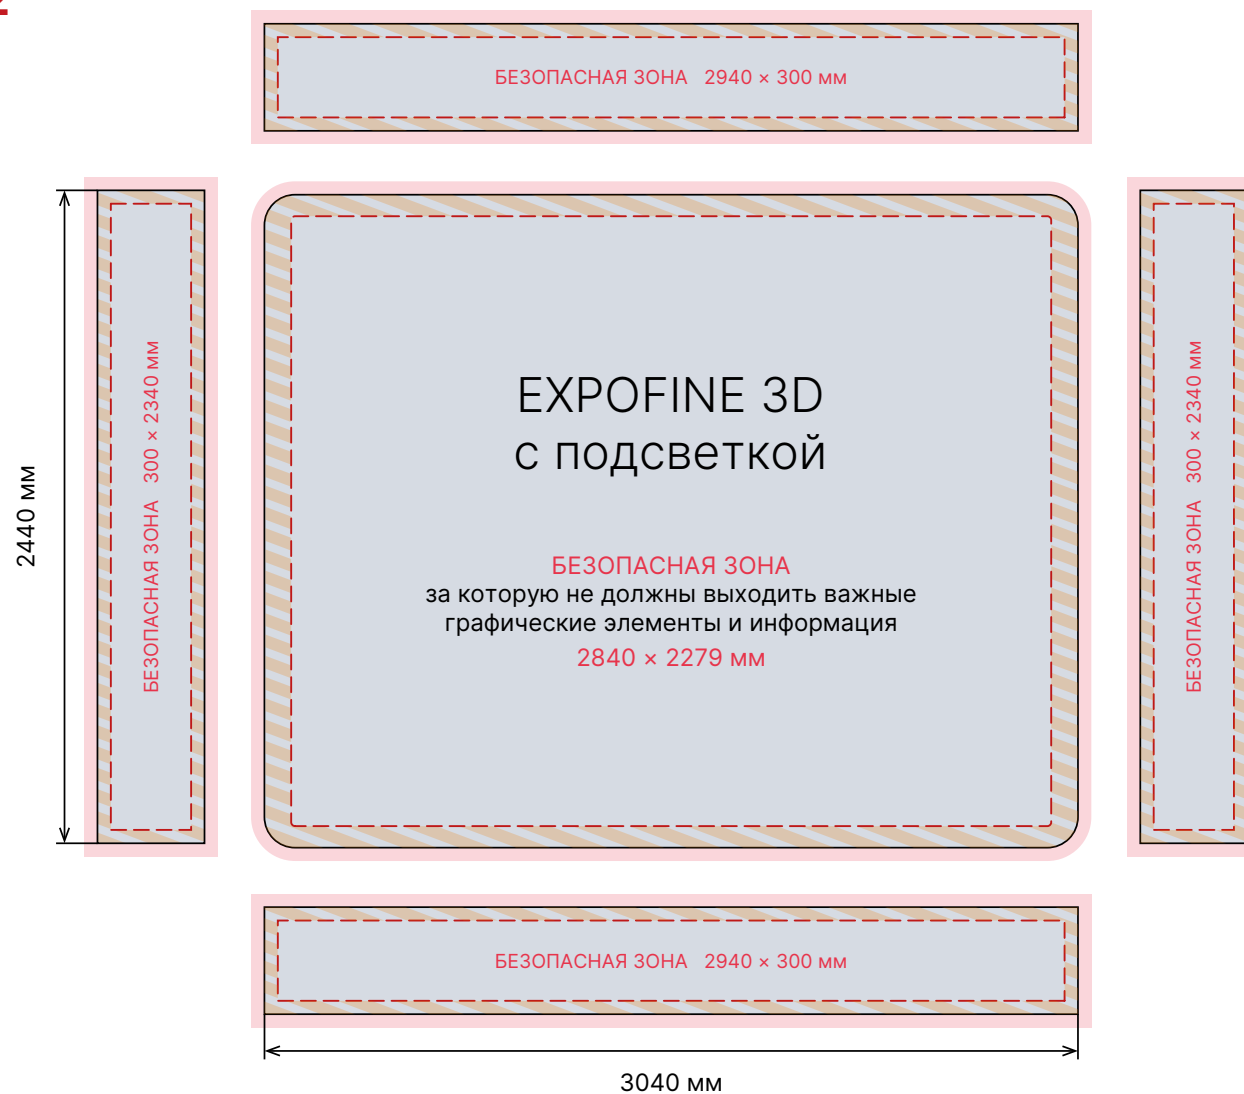 БЕЗОПАСНАЯ ЗОНА 2940 × 300 мм
2440 мм
БЕЗОПАСНАЯ ЗОНА 300 × 2340 мм
EXPOFINE 3D
с подсветкой
БЕЗОПАСНАЯ ЗОНА
за которую не должны выходить важные
графические элементы и информация
2840 × 2279 мм
БЕЗОПАСНАЯ ЗОНА 300 × 2340 мм
БЕЗОПАСНАЯ ЗОНА 2940 × 300 мм
3040 мм